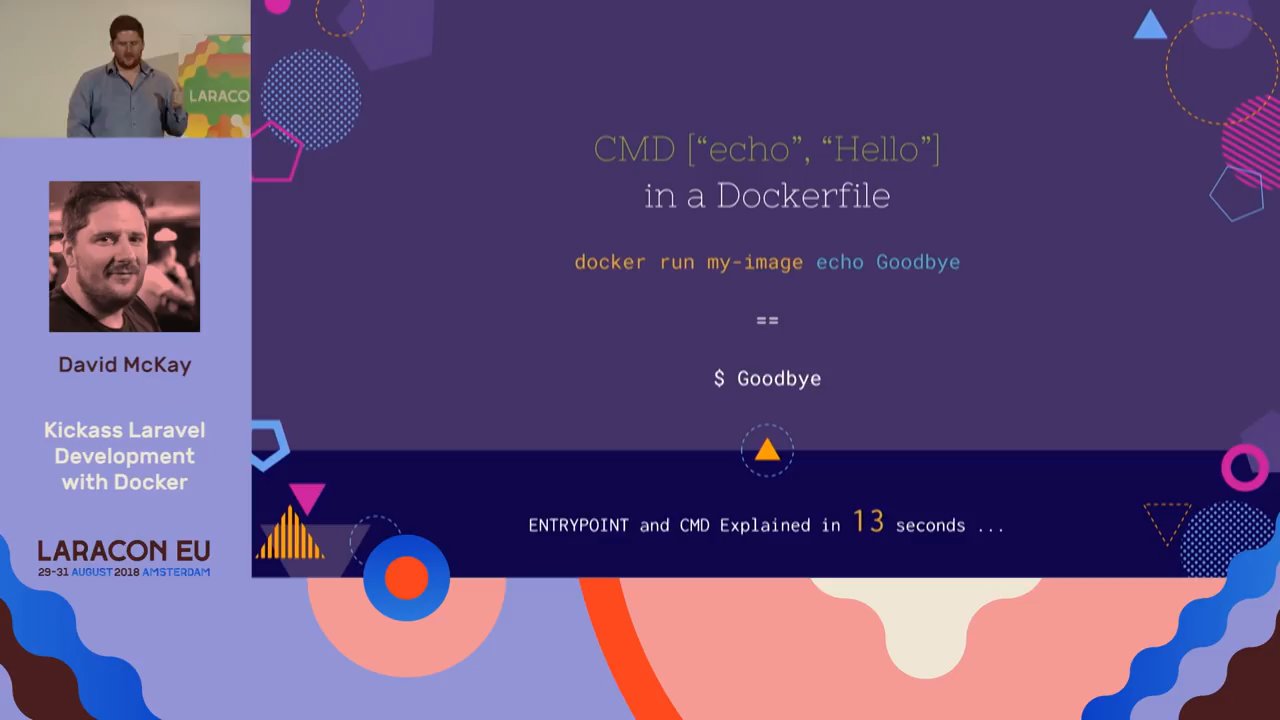 LARACO
David McKay
Kickass Laravel
Development
with Docker
LARACON EU
29-31 AUGUST 2018 AMSTERDAM
CMD [“echo”, “Hello”]
in a Dockerfile
docker run my-image echo Goodbye
==
$ Goodbye
ENTRYPOINT and CMD Explained in 13 seconds ...